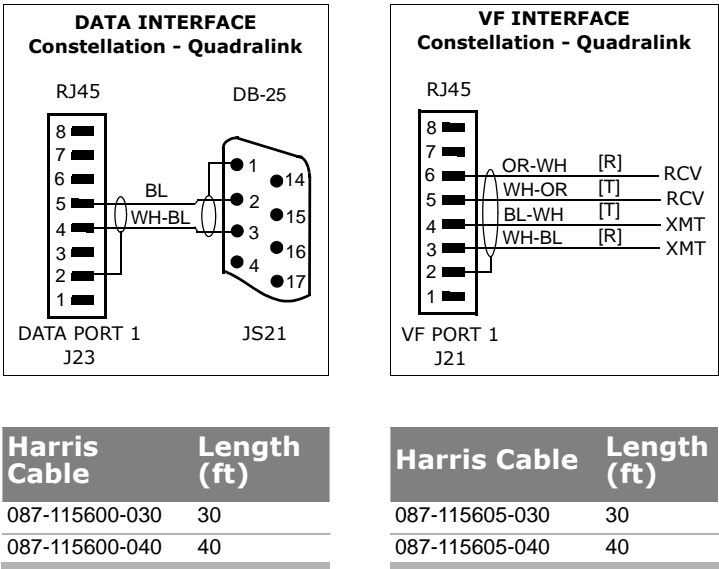 DATA INTERFACE
Constellation - Quadralink
RJ45
DB-25
8
7
6
5
4
3
2
1
BL
WH-BL
1
2
3
4
14
15
16
17
DATA PORT 1
J23
JS21
VF INTERFACE
Constellation - Quadralink
RJ45
8
7
6
5
4
3
2
1
OR-WH [R] RCV
WH-OR [T] RCV
BL-WH [T] XMT
WH-BL [R] XMT
VF PORT 1
J21
Harris Cable Length (ft)
087-115600-030 30
087-115600-040 40
Harris Cable Length (ft)
087-115605-030 30
087-115605-040 40